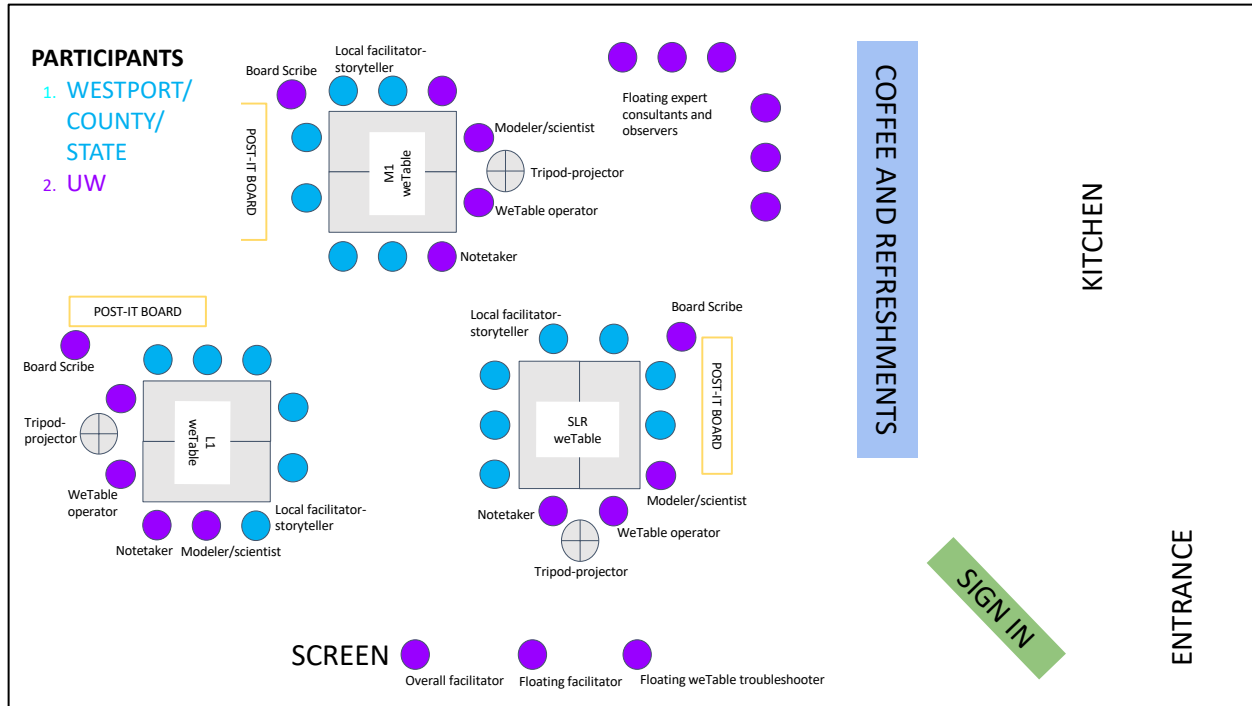 PARTICIPANTS
1. WESTPORT/
COUNTY/
STATE
2. UW
Board Scribe
Local facilitator-
storyteller
POST-IT BOARD
M1
weTable
Modeler/scientist
Tripod-projector
WeTable operator
Notetaker
Floating expert
consultants and
observers
COFFEE AND REFRESHMENTS
KITCHEN
POST-IT BOARD
Board Scribe
Tripod-
projector
L1
weTable
WeTable
operator
Notetaker
Modeler/scientist
Local facilitator-
storyteller
Local facilitator-
storyteller
Board Scribe
POST-IT BOARD
SLR
weTable
Modeler/scientist
Notetaker
WeTable operator
Tripod-projector
SIGN IN
ENTRANCE
SCREEN
Overall facilitator
Floating facilitator
Floating weTable troubleshooter